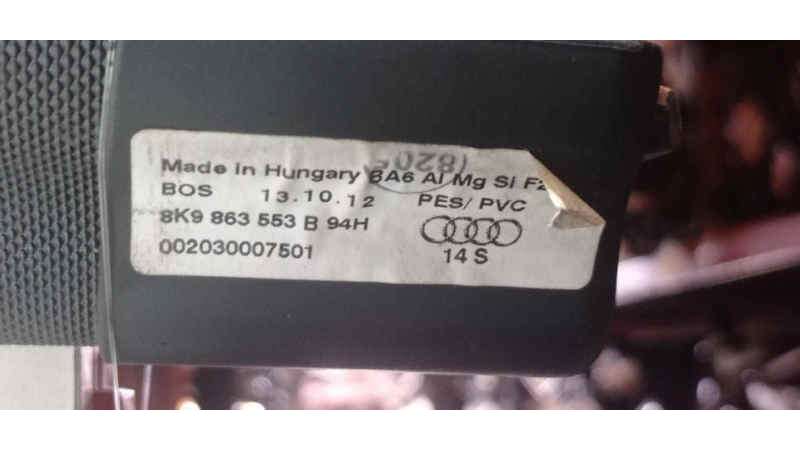 Made in Hungary BA6 Al Mg Si
BOS 13.10.12 PES/ PVC
8K9 863 553 B 94H
002030007501 14 S